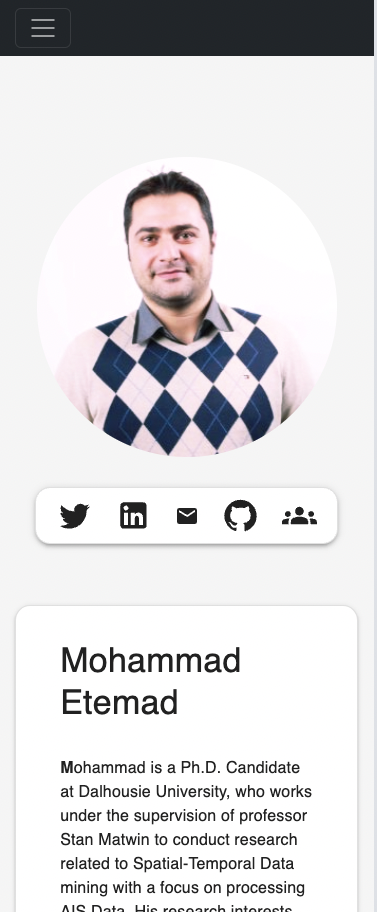 Mohammad
Etemad
Mohammad is a Ph.D. Candidate
at Dalhousie University, who works
under the supervision of professor
Stan Matwin to conduct research
related to Spatial-Temporal Data
mining with a focus on processing
AIS Data. His research interests